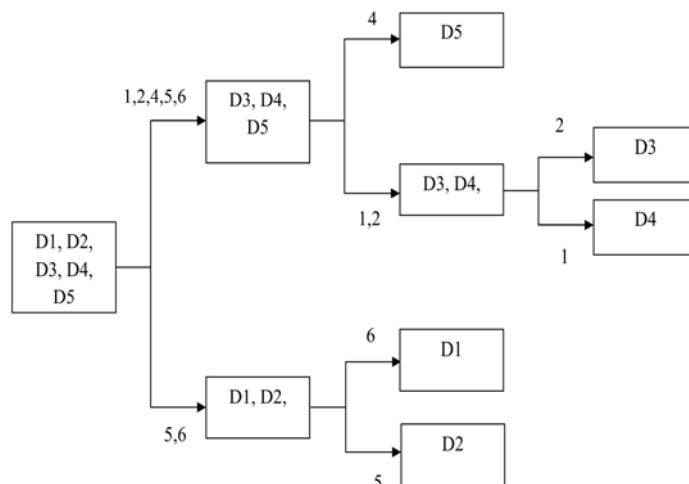 4
D5
1,2,4,5,6
D3, D4,
D5
2
D3
D3, D4,
1,2
D4
1
D1, D2,
D3, D4,
D5
6
D1
D1, D2,
5,6
D2
5